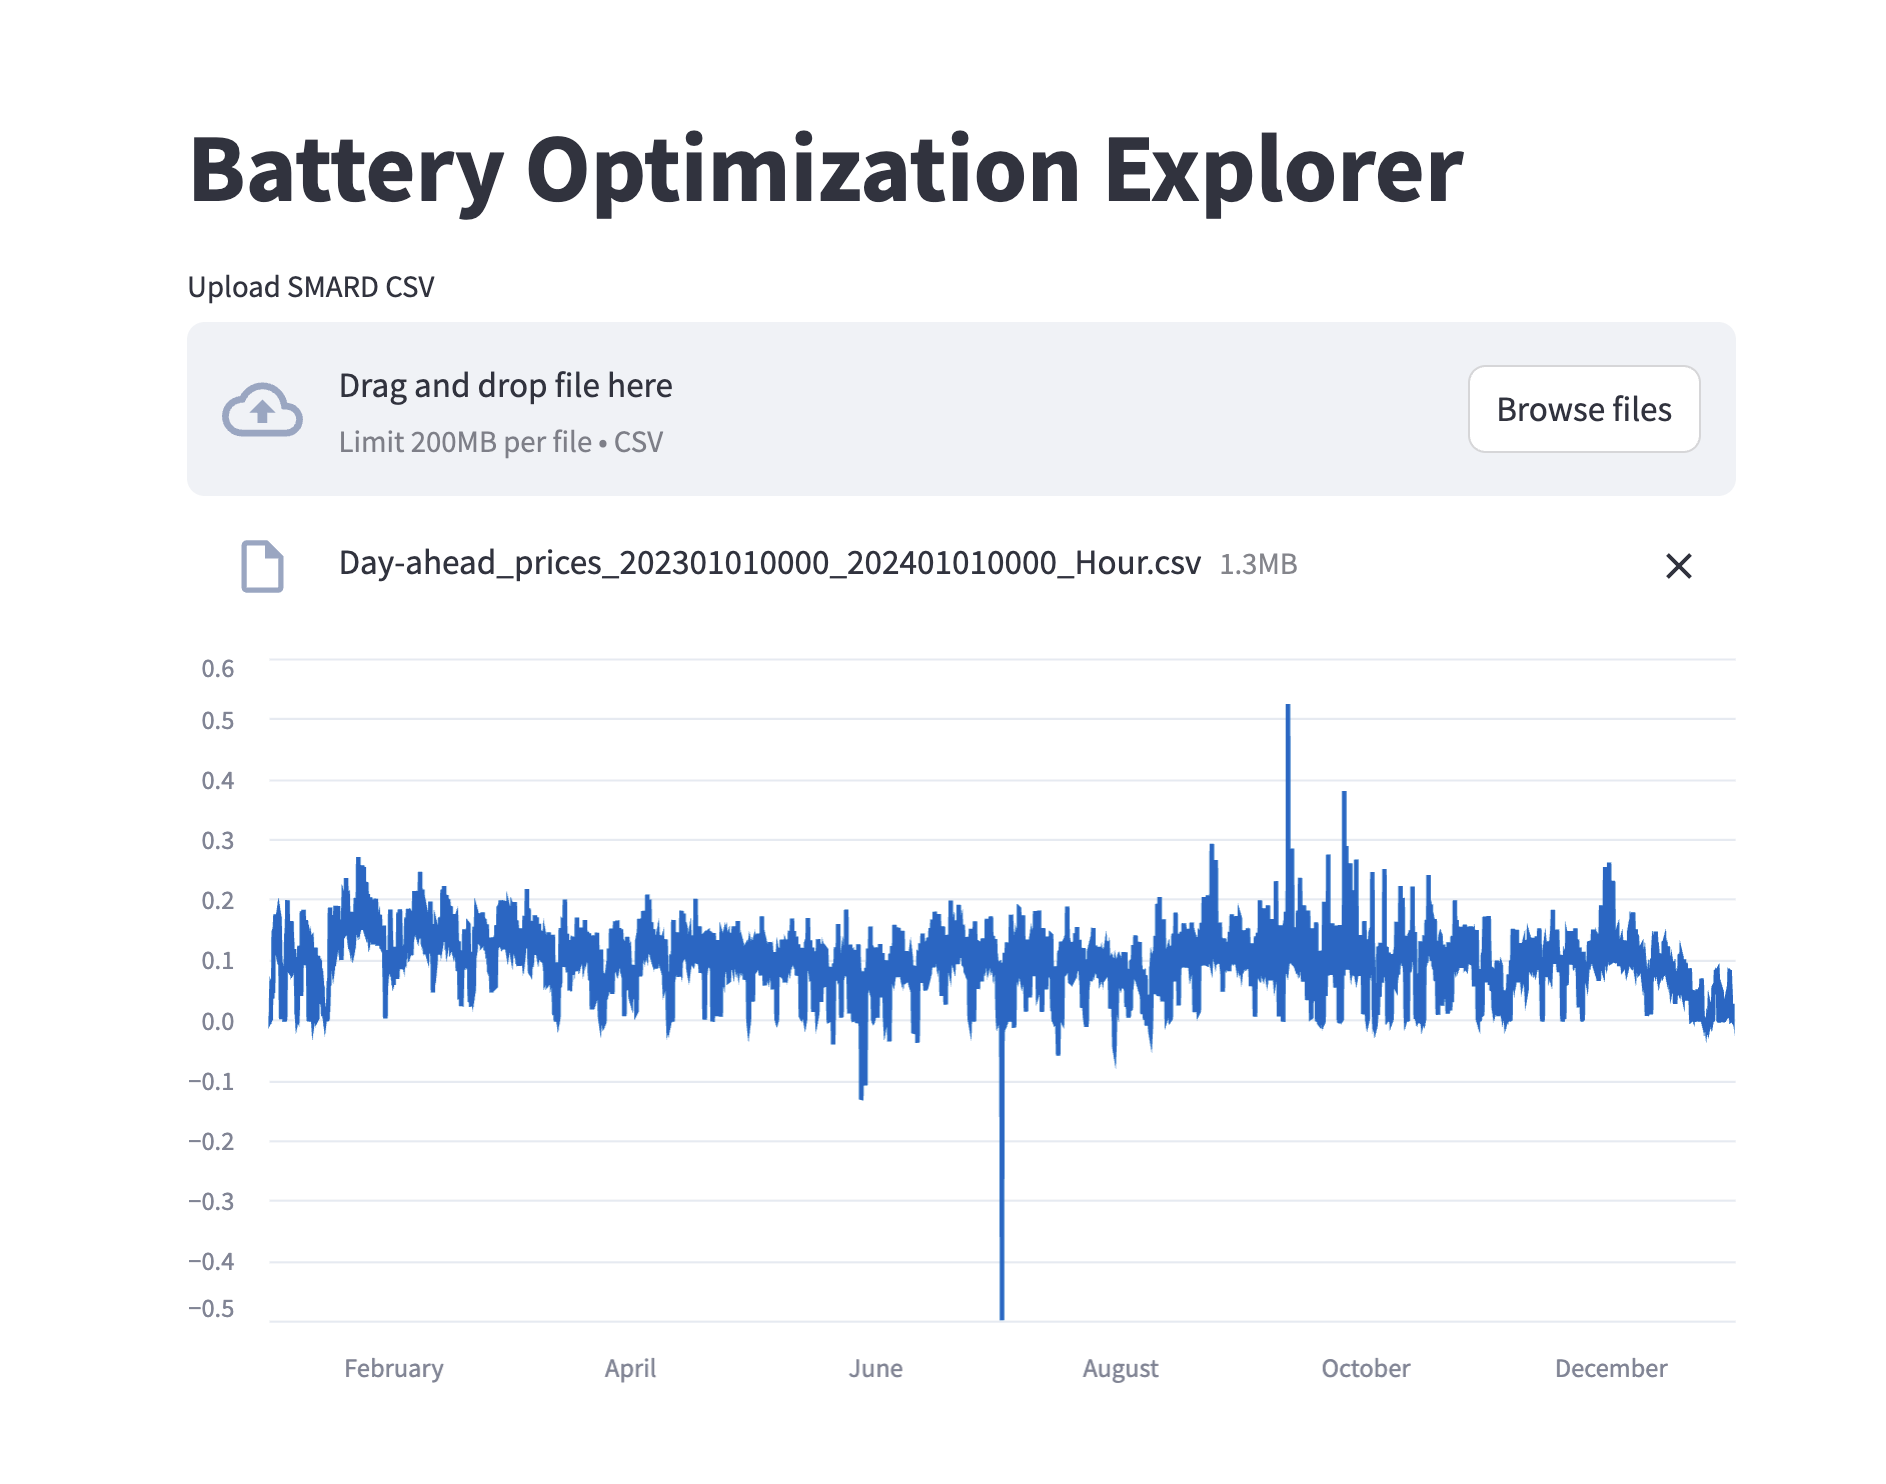 Battery Optimization Explorer
Upload SMARD CSV
Drag and drop file here
Limit 200MB per file • CSV
Browse files
Day-ahead_prices_202301010000_202401010000_Hour.csv 1.3MB
0.6
0.5
0.4
0.3
0.2
0.1
0.0
−0.1
−0.2
−0.3
−0.4
−0.5
February April June August October December